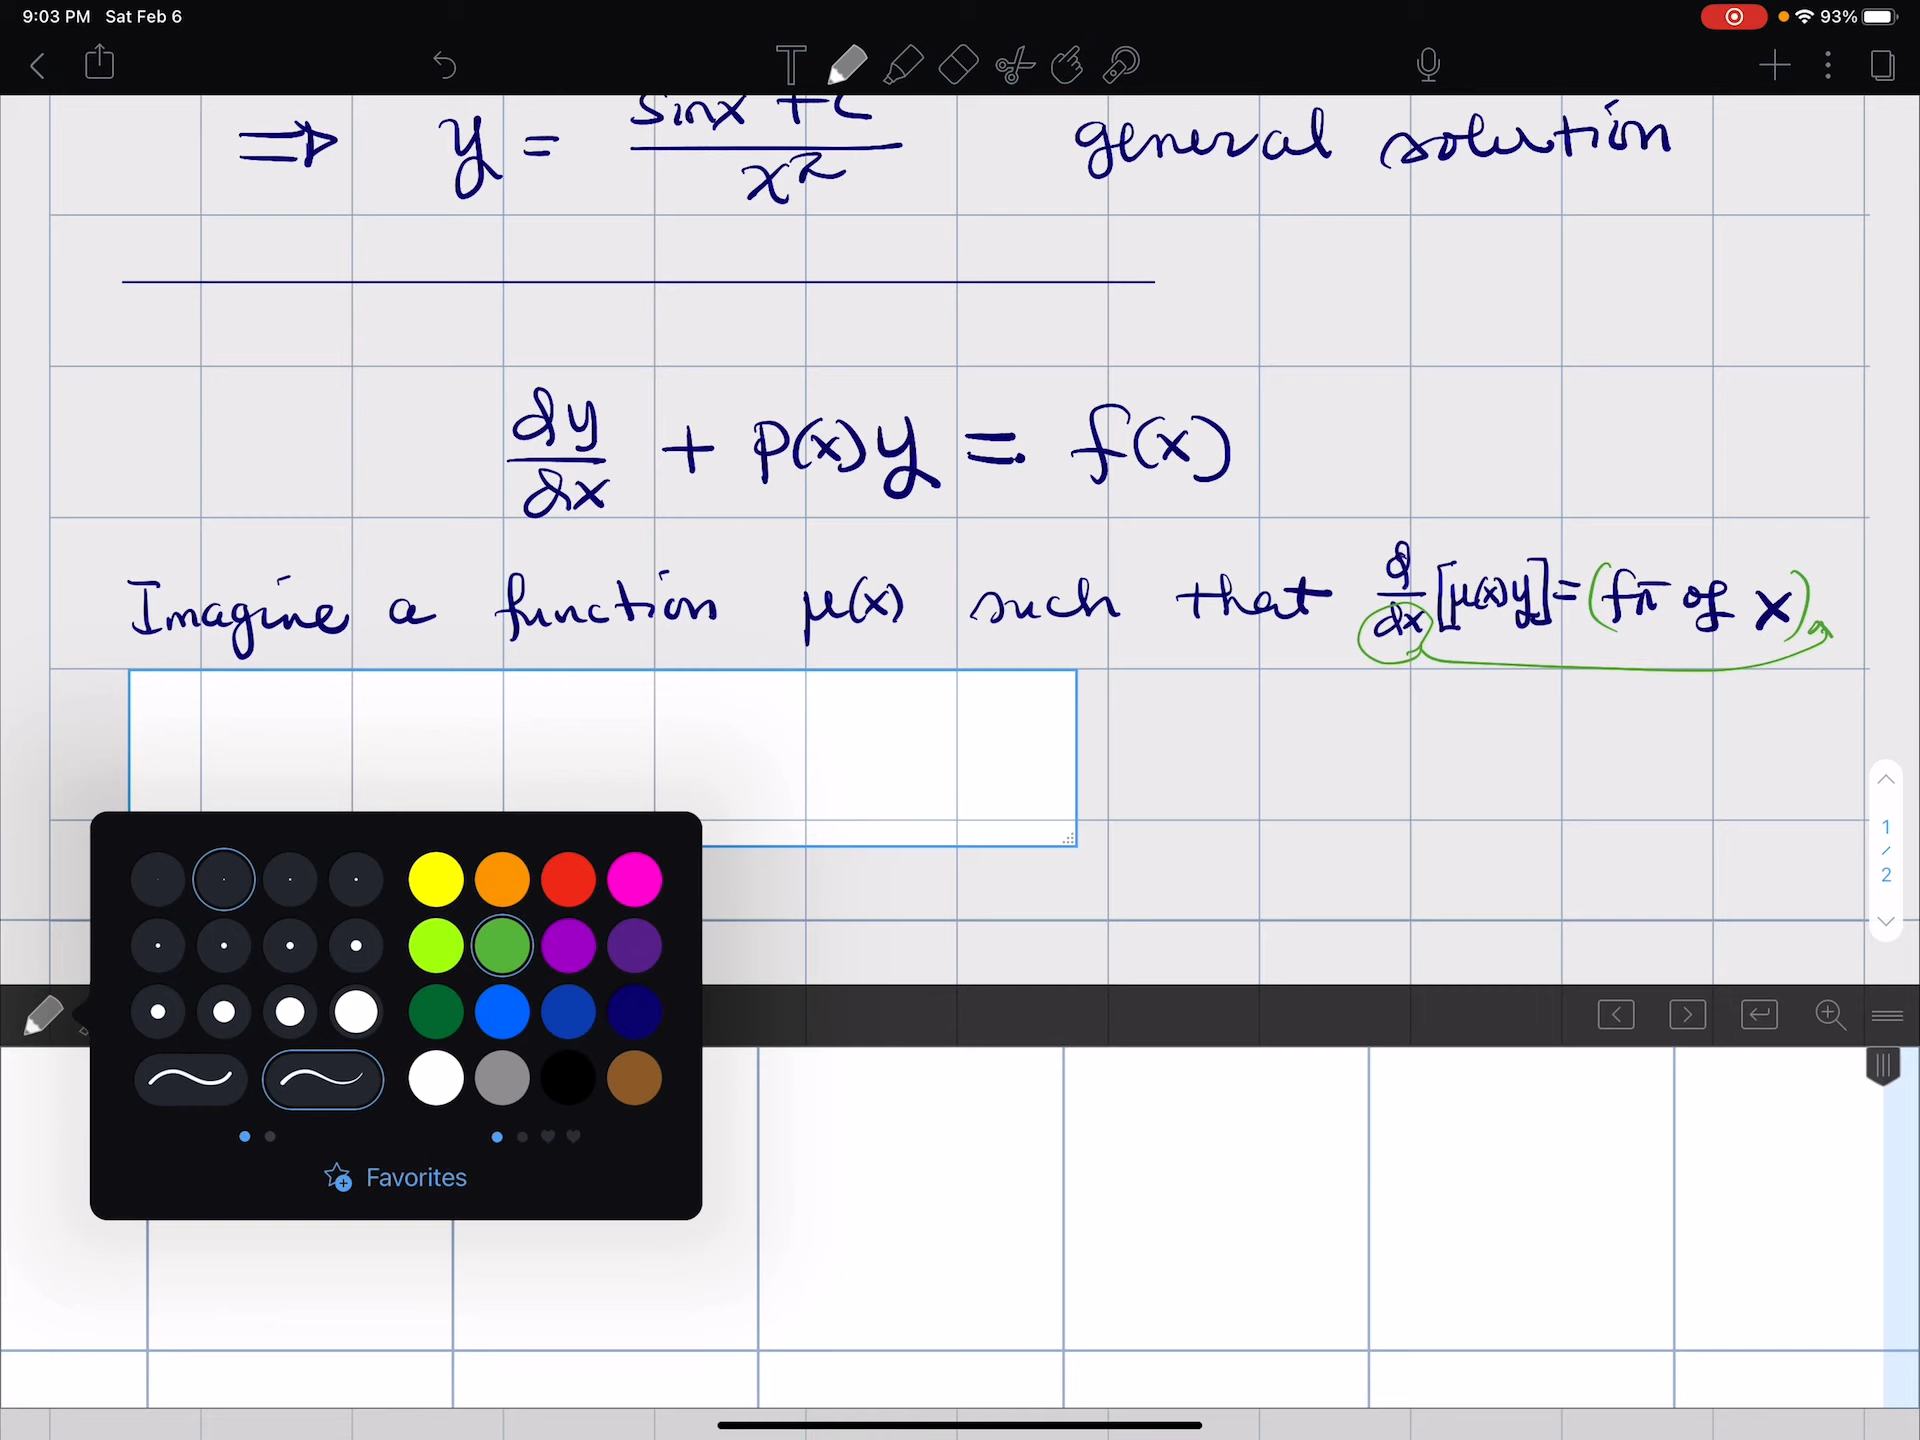 9:03 PM Sat Feb 6 93%
⇒ y = (sinx + c)/x² general solution
dy/dx + P(x)y = f(x)
Imagine a function μ(x) such that d/dx [μ(x)y] = (fn of x)
1
/
2
Favorites